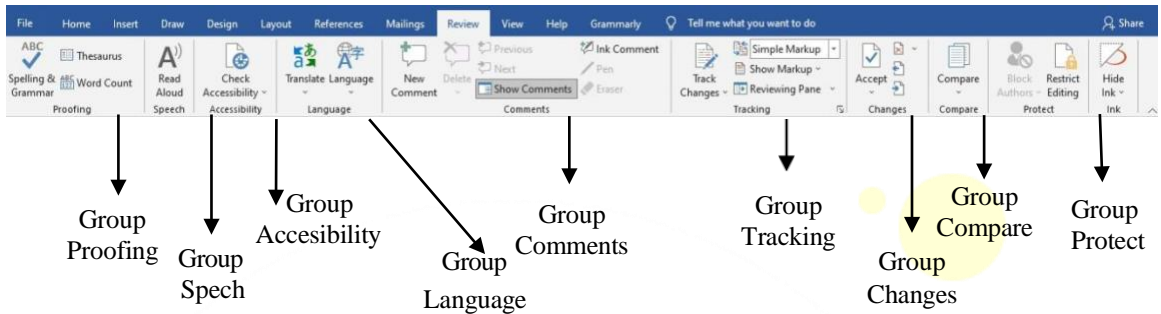 File Home Insert Draw Design Layout References Mailings Review View Help Grammarly Tell me what you want to do Share
ABC
Spelling & Grammar
Thesaurus
Word Count
Proofing
A
Read Aloud
Speech
Check Accessibility
Accessibility
あ
a
Translate
A字
Language
Language
New Comment
Delete
Previous
Next
Show Comments
Ink Comment
Pen
Eraser
Comments
Track Changes
Simple Markup
Show Markup
Reviewing Pane
Tracking
Accept
Changes
Compare
Compare
Block Authors
Restrict Editing
Protect
Hide Ink
Ink
Group
Proofing
Group
Spech
Group
Accesibility
Group
Language
Group
Comments
Group
Tracking
Group
Changes
Group
Compare
Group
Protect